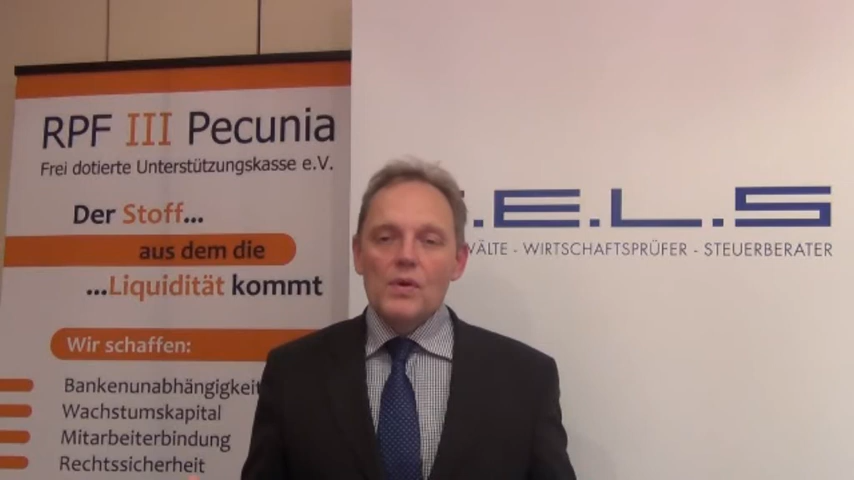 RPF III Pecunia
Frei dotierte Unterstützungskasse e.V.
Der Stoff...
aus dem die
...Liquidität kommt
Wir schaffen:
Bankenunabhängigkeit
Wachstumskapital
Mitarbeiterbindung
Rechtssicherheit
.E.L.S
WÄLTE - WIRTSCHAFTSPRÜFER - STEUERBERATER